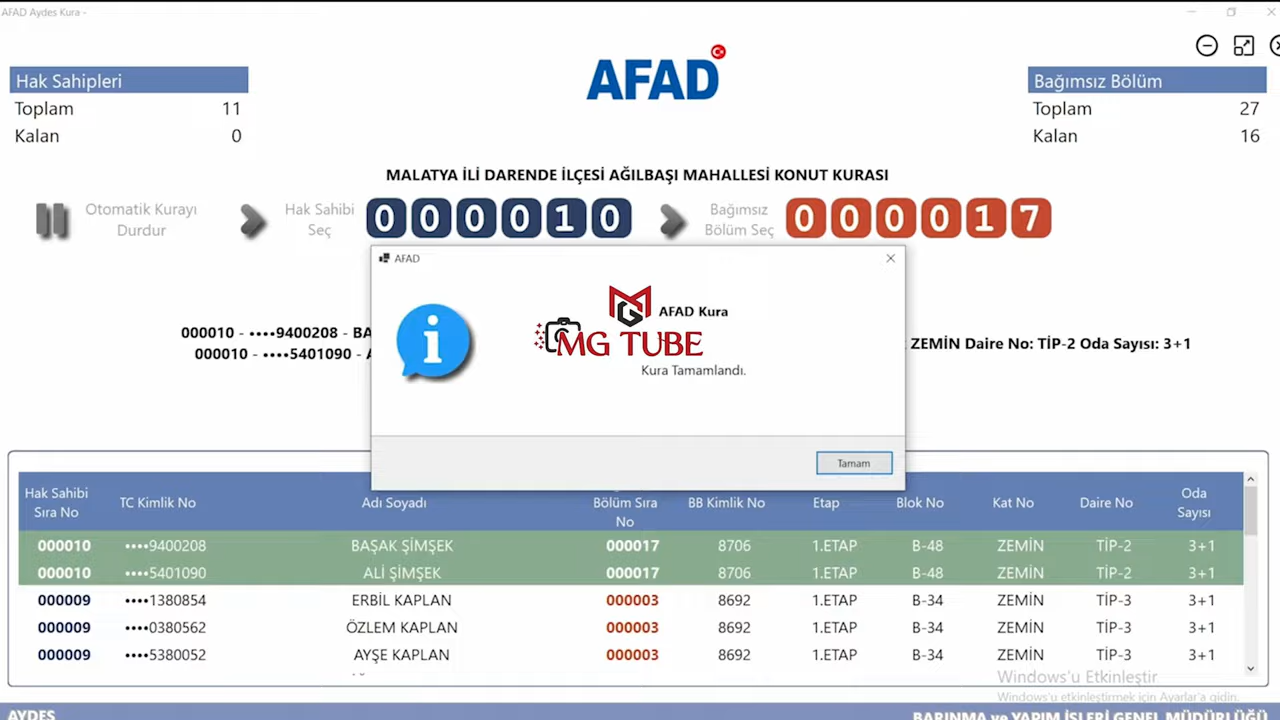 AFAD Aydes Kura -
AFAD
Hak Sahipleri
Toplam 11
Kalan 0
Bağımsız Bölüm
Toplam 27
Kalan 16
MALATYA İLİ DARENDE İLÇESİ AĞILBAŞI MAHALLESİ KONUT KURASI
Otomatik Kurayı
Durdur
Hak Sahibi
Seç
000010
Bağımsız
Bölüm Seç
000017
AFAD
AFAD Kura
MG TUBE
Kura Tamamlandı.
Tamam
000010 - ••••9400208 - BA
000010 - ••••5401090 -
ZEMİN Daire No: TİP-2 Oda Sayısı: 3+1
Hak Sahibi Sıra No TC Kimlik No Adı Soyadı Bölüm Sıra No BB Kimlik No Etap Blok No Kat No Daire No Oda Sayısı
000010 ••••9400208 BAŞAK ŞİMŞEK 000017 8706 1.ETAP B-48 ZEMİN TİP-2 3+1
000010 ••••5401090 ALİ ŞİMŞEK 000017 8706 1.ETAP B-48 ZEMİN TİP-2 3+1
000009 ••••1380854 ERBİL KAPLAN 000003 8692 1.ETAP B-34 ZEMİN TİP-3 3+1
000009 ••••0380562 ÖZLEM KAPLAN 000003 8692 1.ETAP B-34 ZEMİN TİP-3 3+1
000009 ••••5380052 AYŞE KAPLAN 000003 8692 1.ETAP B-34 ZEMİN TİP-3 3+1
Windows'u Etkinleştir
Windows'u etkinleştirmek için Ayarlar'a gidin.
AYDES
BARINMA ve YAPIM İŞLERİ GENEL MÜDÜRLÜĞÜ